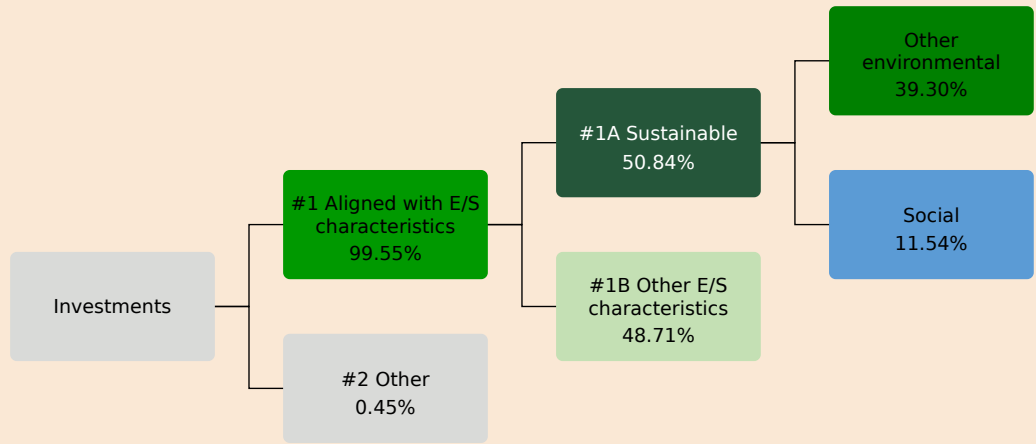 Investments
#1 Aligned with E/S
characteristics
99.55%
#2 Other
0.45%
#1A Sustainable
50.84%
#1B Other E/S
characteristics
48.71%
Other
environmental
39.30%
Social
11.54%